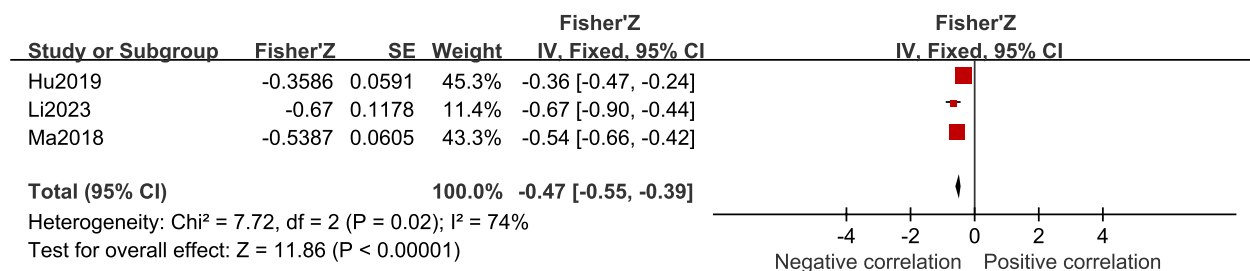 Fisher'Z Fisher'Z
Study or Subgroup Fisher'Z SE Weight IV, Fixed, 95% CI IV, Fixed, 95% CI
Hu2019 -0.3586 0.0591 45.3% -0.36 [-0.47, -0.24]
Li2023 -0.67 0.1178 11.4% -0.67 [-0.90, -0.44]
Ma2018 -0.5387 0.0605 43.3% -0.54 [-0.66, -0.42]
Total (95% CI) 100.0% -0.47 [-0.55, -0.39]
Heterogeneity: Chi² = 7.72, df = 2 (P = 0.02); I² = 74%
Test for overall effect: Z = 11.86 (P < 0.00001)
-4 -2 0 2 4
Negative correlation Positive correlation